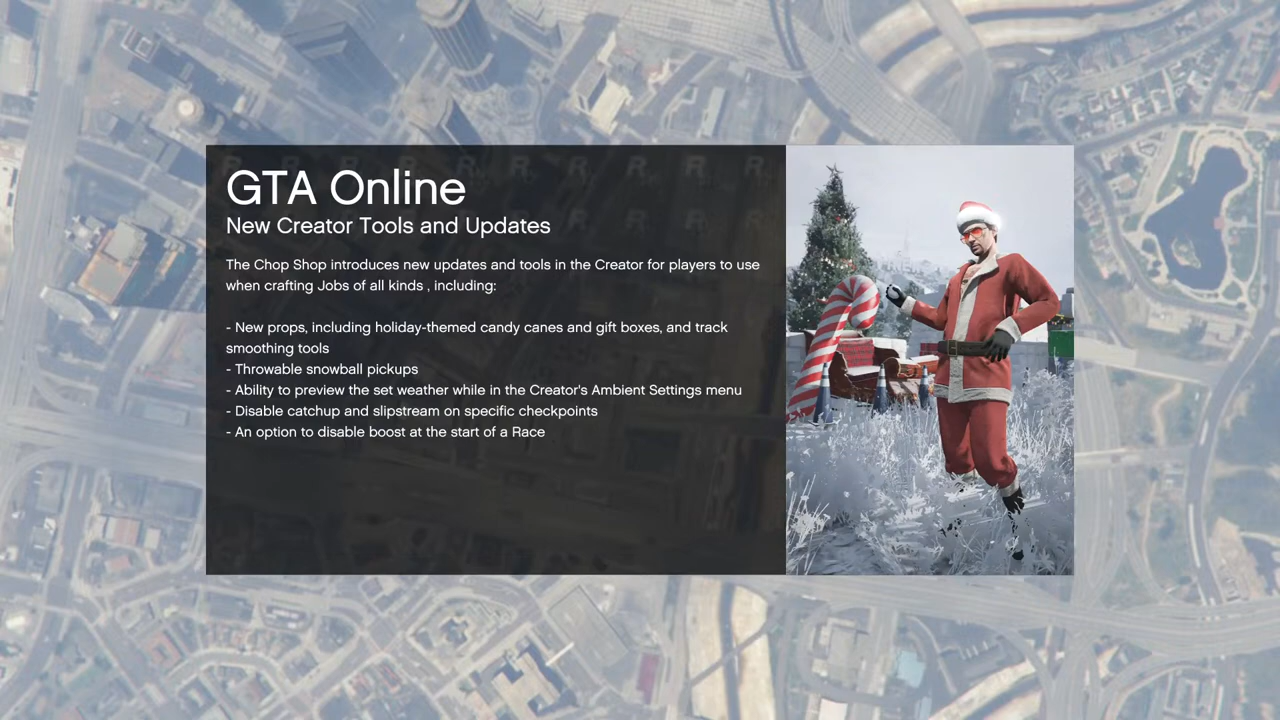 GTA Online
New Creator Tools and Updates
The Chop Shop introduces new updates and tools in the Creator for players to use
when crafting Jobs of all kinds , including:
- New props, including holiday-themed candy canes and gift boxes, and track
smoothing tools
- Throwable snowball pickups
- Ability to preview the set weather while in the Creator's Ambient Settings menu
- Disable catchup and slipstream on specific checkpoints
- An option to disable boost at the start of a Race